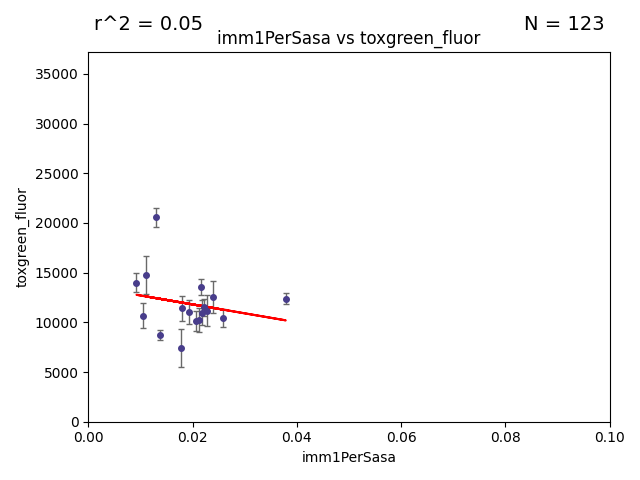 r^2 = 0.05
N = 123
imm1PerSasa vs toxgreen_fluor
35000
30000
25000
20000
15000
10000
5000
0
toxgreen_fluor
0.00
0.02
0.04
0.06
0.08
0.10
imm1PerSasa